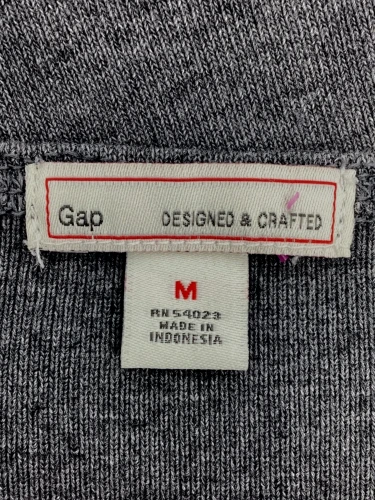 Gap DESIGNED & CRAFTED
M
RN 54023
MADE IN
INDONESIA